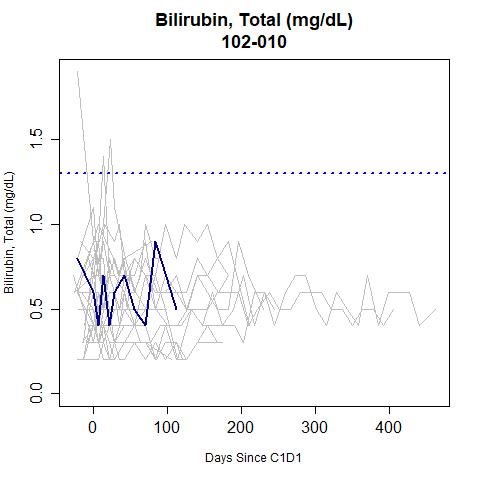 Bilirubin, Total (mg/dL)
102-010
Bilirubin, Total (mg/dL)
1.5
1.0
0.5
0.0
0 100 200 300 400
Days Since C1D1